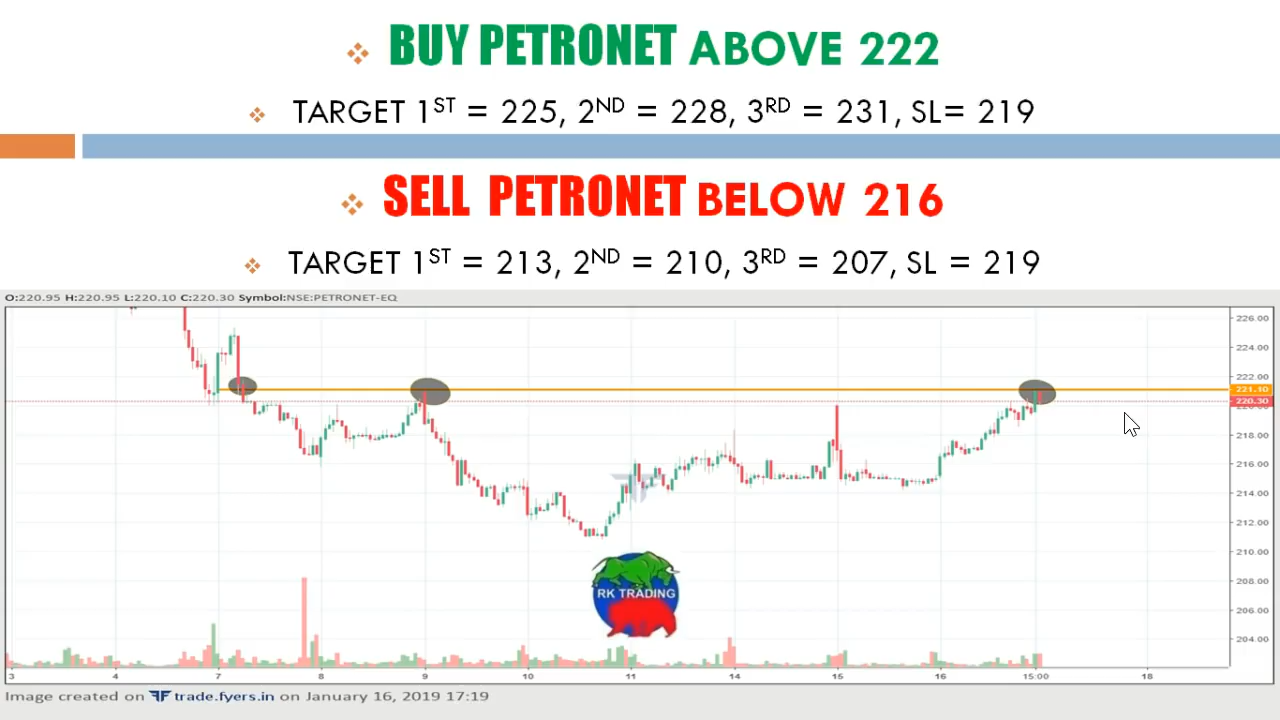 BUY PETRONET ABOVE 222
TARGET 1ST = 225, 2ND = 228, 3RD = 231, SL= 219
SELL PETRONET BELOW 216
TARGET 1ST = 213, 2ND = 210, 3RD = 207, SL = 219
O:220.95 H:220.95 L:220.10 C:220.30 Symbol:NSE:PETRONET-EQ
226.00
224.00
222.00
221.10
220.30
218.00
216.00
214.00
212.00
210.00
208.00
206.00
204.00
RK TRADING
3 4 7 8 9 10 11 14 15 16 15:00 18
Image created on trade.fyers.in on January 16, 2019 17:19